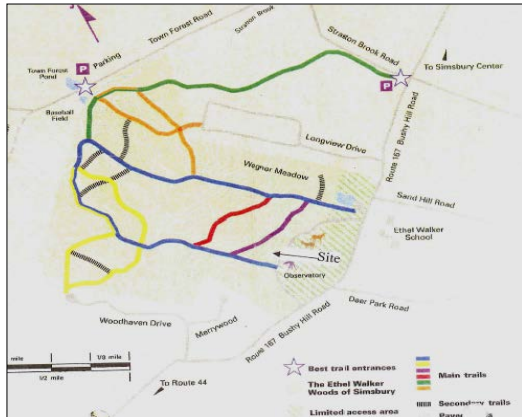 Town Forest Road
Stratton Brook
Stratton Brook Road
P
Parking
Town Forest
Pond
Baseball
Field
To Simsbury Center
P
Longview Drive
Route 167 Bushy Hill Road
Wegner Meadow
Sand Hill Road
Ethel Walker
School
Site
Observatory
Deer Park Road
Woodhaven Drive
Merrywood
Route 167 Bushy Hill Road
mile
1/8 mile
1/2 mile
To Route 44
Best trail entrances
The Ethel Walker
Woods of Simsbury
Limited access area
Main trails
Secondary trails